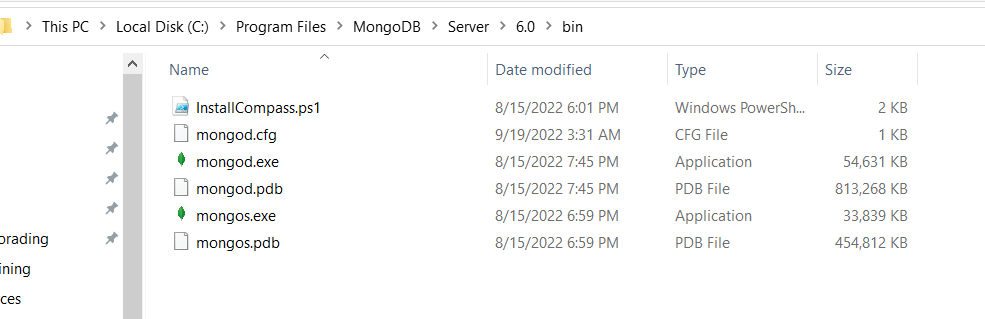 This PC > Local Disk (C:) > Program Files > MongoDB > Server > 6.0 > bin
Name Date modified Type Size
InstallCompass.ps1 8/15/2022 6:01 PM Windows PowerSh... 2 KB
mongod.cfg 9/19/2022 3:31 AM CFG File 1 KB
mongod.exe 8/15/2022 7:45 PM Application 54,631 KB
mongod.pdb 8/15/2022 7:45 PM PDB File 813,268 KB
mongos.exe 8/15/2022 6:59 PM Application 33,839 KB
orading mongos.pdb 8/15/2022 6:59 PM PDB File 454,812 KB
ining
ces